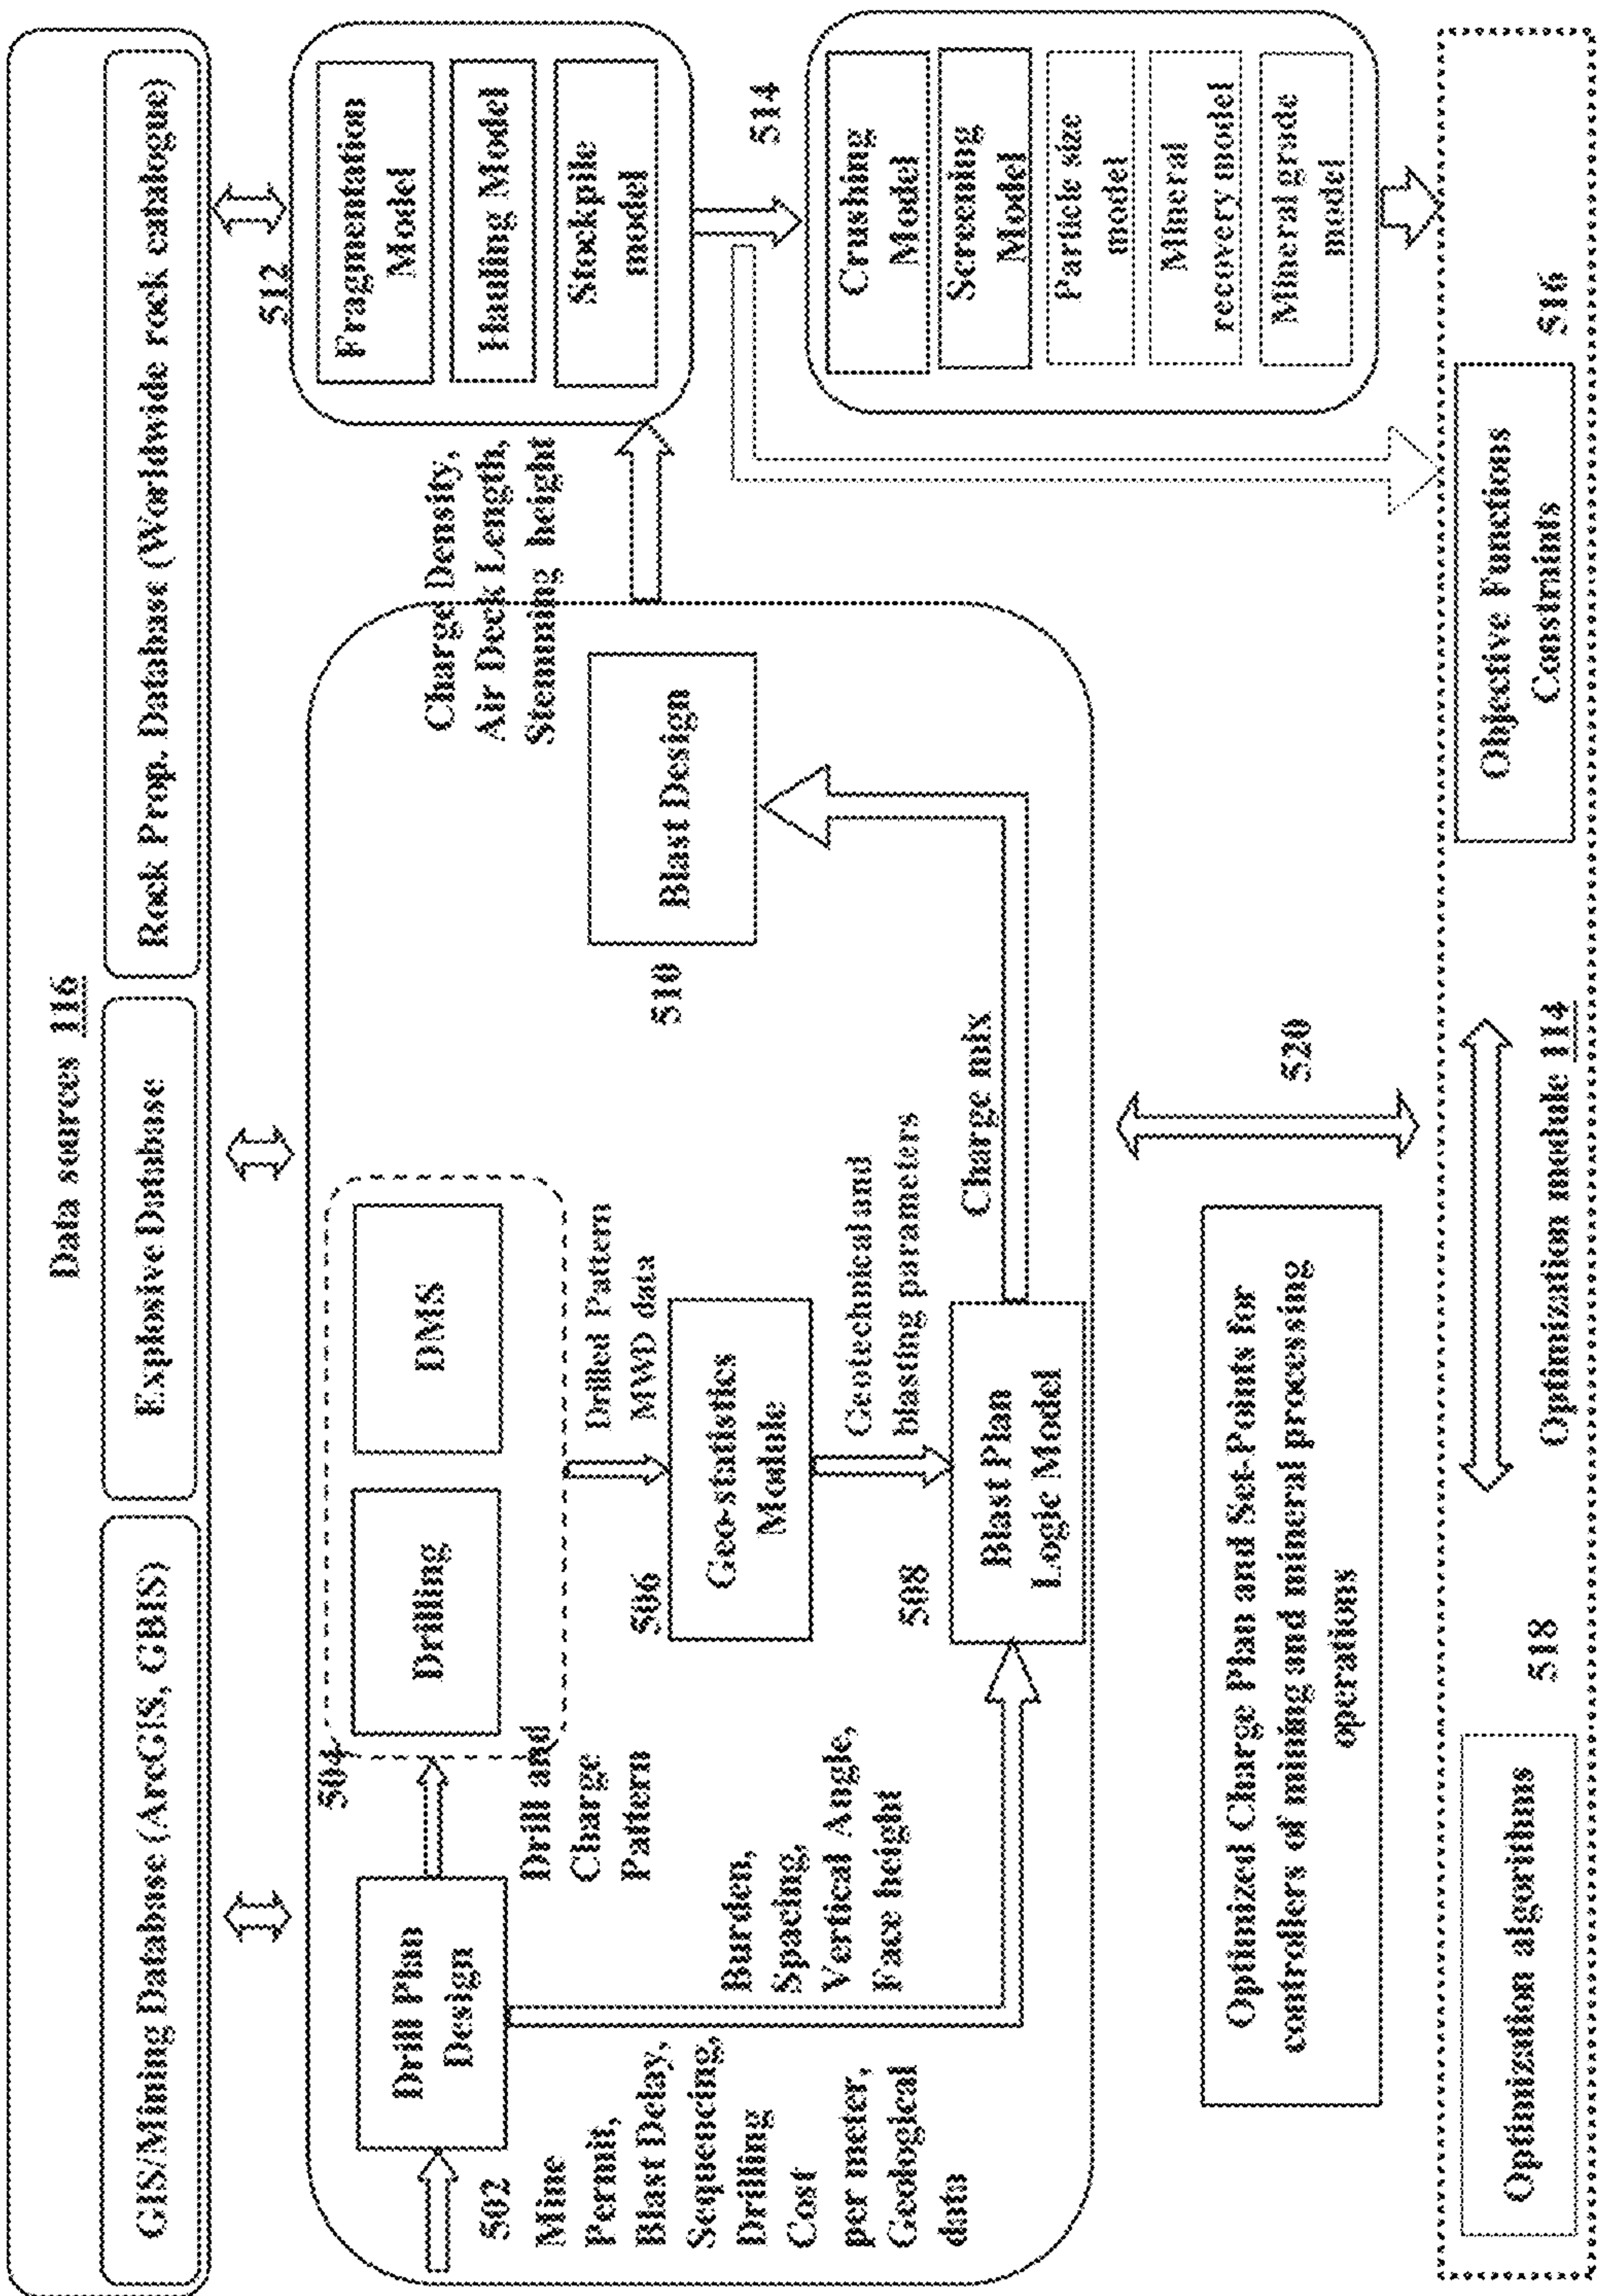 Data sources 116
GIS/Mining Database (ArcGIS, GBIS)
Explosive Database
Rock Prop. Database (Worldwide rock catalogue)
502
Mine
Permit,
Blast Delay,
Sequencing,
Drilling
Cost
per meter,
Geological
data
Drill Plan
Design
504
Drilling
DMS
Drill and
Charge
Pattern
Burden,
Spacing,
Vertical Angle,
Face height
Drilled Pattern
MWD data
506
Geo-statistics
Module
Geotechnical and
blasting parameters
508
Blast Plan
Logic Model
Charge mix
510
Blast Design
Charge Density,
Air Deck Length,
Stemming height
512
Fragmentation
Model
Hauling Model
Stockpile
model
514
Crushing
Model
Screening
Model
Particle size
model
Mineral
recovery model
Mineral grade
model
Optimized Charge Plan and Set-Points for
controllers of mining and mineral processing
operations
520
Optimization algorithms
518
Optimization module 114
Objective Functions
Constraints
516